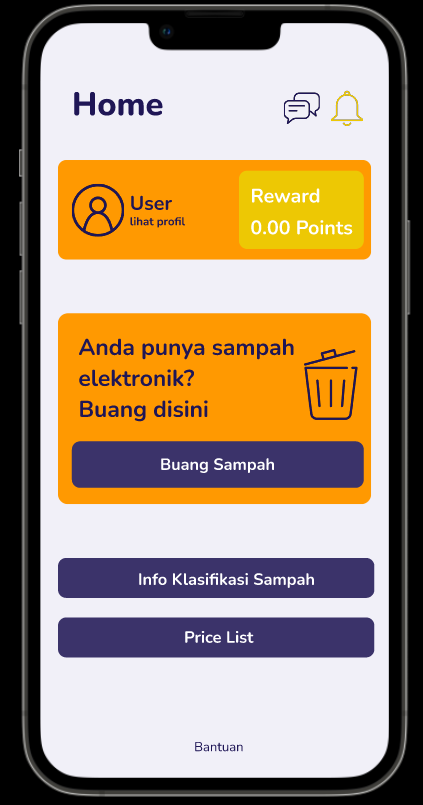 Home
User
lihat profil
Reward
0.00 Points
Anda punya sampah
elektronik?
Buang disini
Buang Sampah
Info Klasifikasi Sampah
Price List
Bantuan